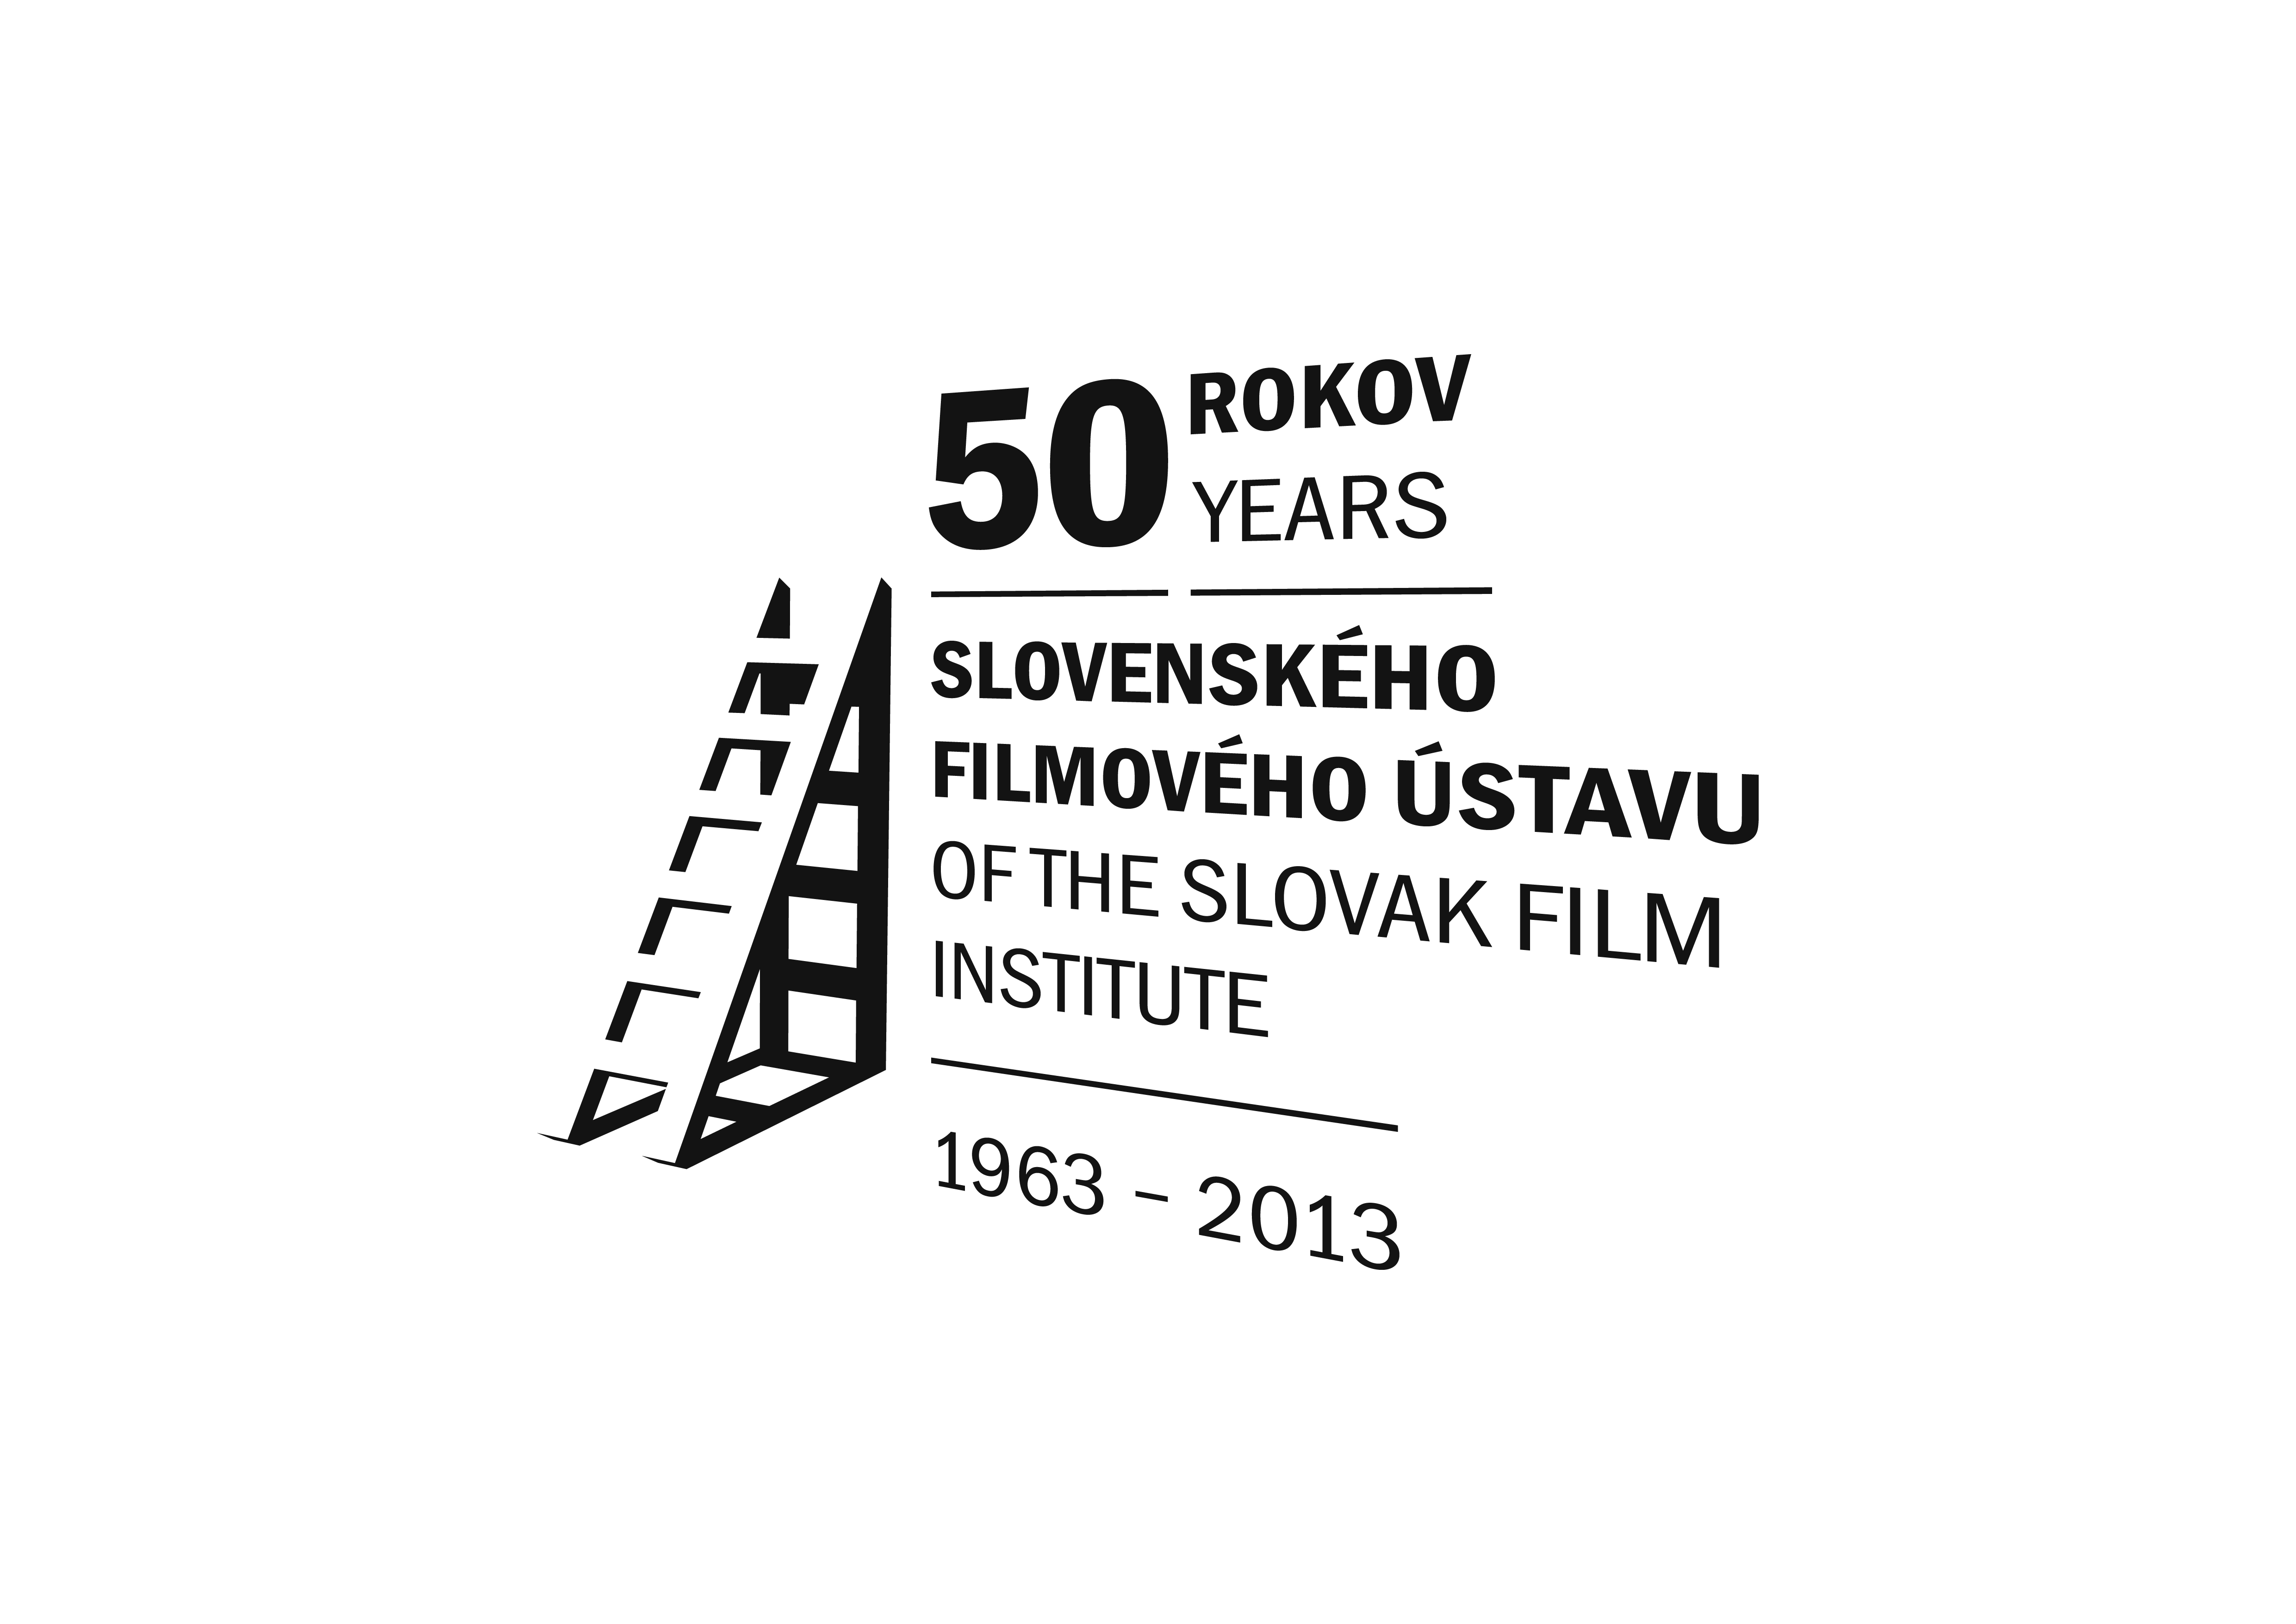 50 ROKOV
YEARS
SLOVENSKÉHO
FILMOVÉHO ÚSTAVU
OF THE SLOVAK FILM
INSTITUTE
1963 – 2013